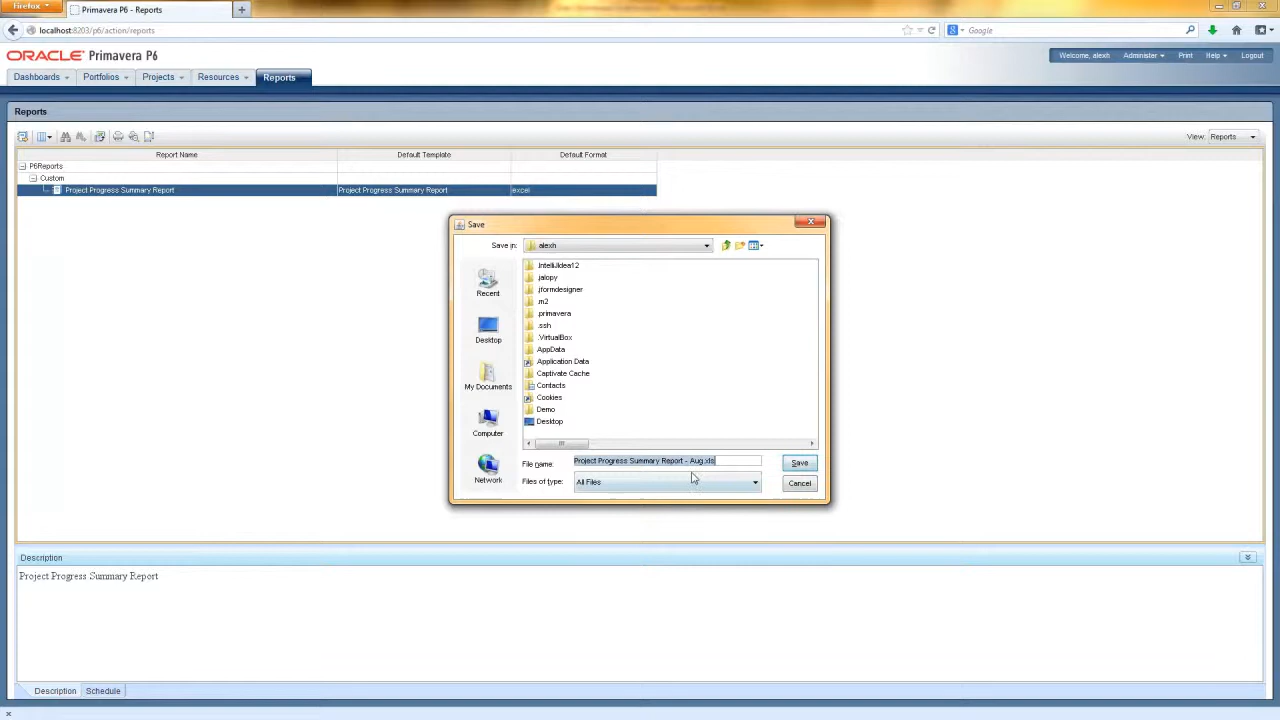 Firefox
Primavera P6 - Reports
localhost:8203/p6/action/reports
Google
ORACLE Primavera P6
Welcome, alexh
Administer
Print
Help
Logout
Dashboards
Portfolios
Projects
Resources
Reports
Reports
View: Reports
Report Name
Default Template
Default Format
P6Reports
Custom
Project Progress Summary Report
Project Progress Summary Report
excel
Save
Save in:
alexh
.IntelliJIdea12
.jalopy
.jformdesigner
.m2
.primavera
.ssh
.VirtualBox
AppData
Application Data
Captivate Cache
Contacts
Cookies
Demo
Desktop
Recent
Desktop
My Documents
Computer
Network
File name:
Project Progress Summary Report - Aug.xls
Save
Files of type:
All Files
Cancel
Description
Project Progress Summary Report
Description
Schedule